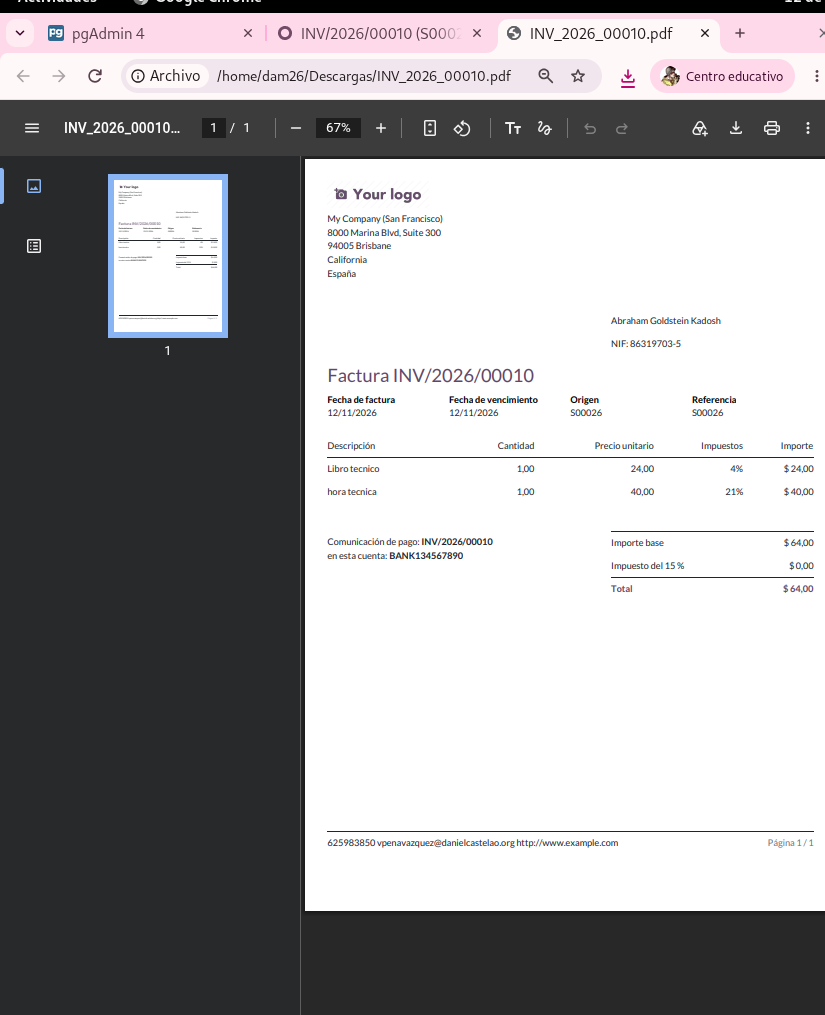 Google Chrome
pgAdmin 4
INV/2026/00010 (S0002
INV_2026_00010.pdf
Archivo
/home/dam26/Descargas/INV_2026_00010.pdf
Centro educativo
INV_2026_00010...
1 / 1
67%
Your logo
My Company (San Francisco)
8000 Marina Blvd, Suite 300
94005 Brisbane
California
España
Abraham Goldstein Kadosh
NIF: 86319703-5
Factura INV/2026/00010
Fecha de factura Fecha de vencimiento Origen Referencia
12/11/2026 12/11/2026 S00026 S00026
Descripción Cantidad Precio unitario Impuestos Importe
Libro tecnico 1,00 24,00 4% $ 24,00
hora tecnica 1,00 40,00 21% $ 40,00
Comunicación de pago: INV/2026/00010
en esta cuenta: BANK134567890
Importe base $ 64,00
Impuesto del 15 % $ 0,00
Total $ 64,00
625983850 vpenavazquez@danielcastelao.org http://www.example.com
Página 1 / 1
1